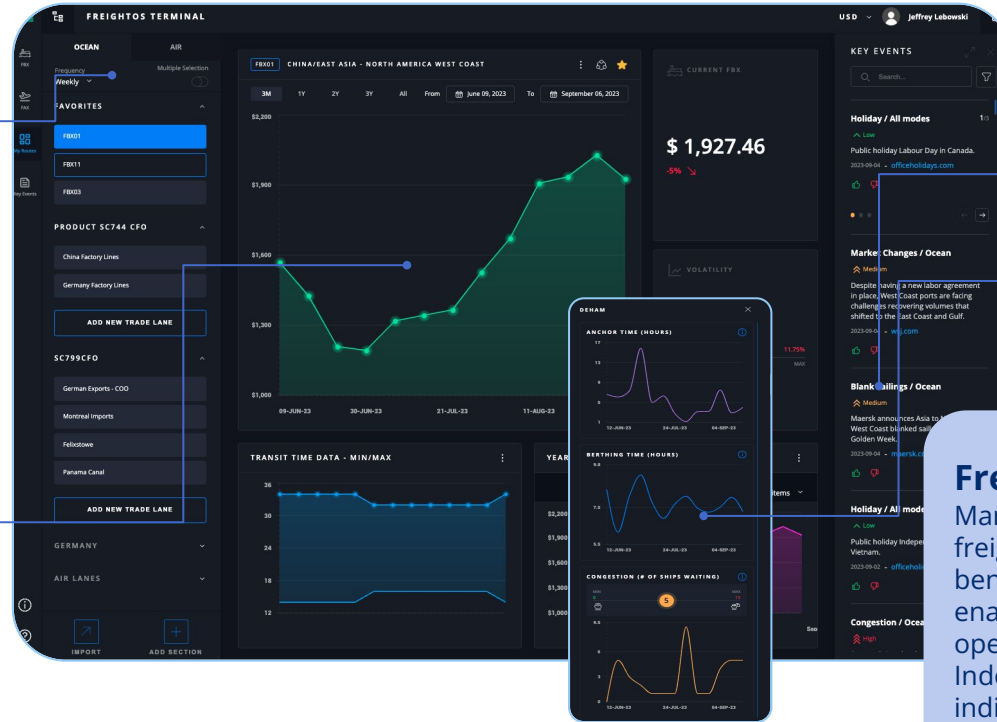 FREIGHTOS TERMINAL
USD
Jeffrey Lebowski
FBX
FAX
My Routes
Key Events
OCEAN
AIR
Frequency
Weekly
Multiple Selection
FAVORITES
FBX01
FBX11
FBX03
PRODUCT SC744 CFO
China Factory Lines
Germany Factory Lines
ADD NEW TRADE LANE
SC799CFO
German Exports - COO
Montreal Imports
Felixstowe
Panama Canal
ADD NEW TRADE LANE
GERMANY
AIR LANES
IMPORT
ADD SECTION
FBX01 CHINA/EAST ASIA - NORTH AMERICA WEST COAST
3M 1Y 2Y 3Y All From June 09, 2023 To September 06, 2023
$2,200
$1,900
$1,600
$1,300
$1,000
09-JUN-23 30-JUN-23 21-JUL-23 11-AUG-23
CURRENT FBX
$ 1,927.46
-5%
VOLATILITY
11.75%
MAX
TRANSIT TIME DATA - MIN/MAX
36
30
24
18
12
YEAR
items
$2,200
$1,900
$1,600
$1,300
$1,000
DEHAM
ANCHOR TIME (HOURS)
17
13
9
5
1
12-JUN-23 24-JUL-23 04-SEP-23
BERTHING TIME (HOURS)
7.5
5.5
12-JUN-23 24-JUL-23 04-SEP-23
CONGESTION (# OF SHIPS WAITING)
MIN
0
5
MAX
6
3
0
12-JUN-23 24-JUL-23 04-SEP-23
KEY EVENTS
Search...
Holiday / All modes
1/3
Low
Public holiday Labour Day in Canada.
2023-09-04 - officeholidays.com
Market Changes / Ocean
Medium
Despite having a new labor agreement
in place, West Coast ports are facing
challenges recovering volumes that
shifted to the East Coast and Gulf.
2023-09-04 - wsj.com
Blank Sailings / Ocean
Medium
Maersk announces Asia to
West Coast blanked sail
Golden Week.
2023-09-04 - maersk.c
Holiday / All mode
Low
Public holiday Indepe
Vietnam.
2023-09-02 - officeholi
Congestion / Ocea
High
Fre
Mar
freig
ben
ena
ope
Inde
indi